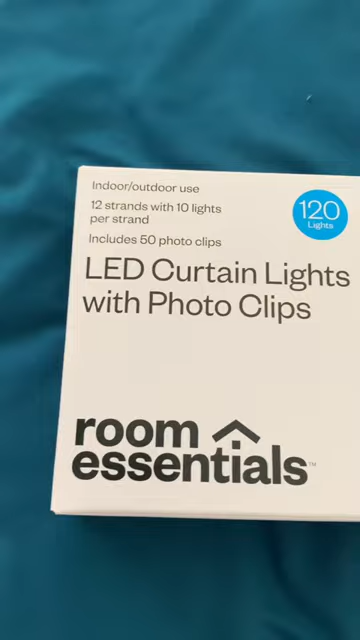 Indoor/outdoor use
12 strands with 10 lights
per strand
Includes 50 photo clips
120
Lights
LED Curtain Lights
with Photo Clips
room
essentials™